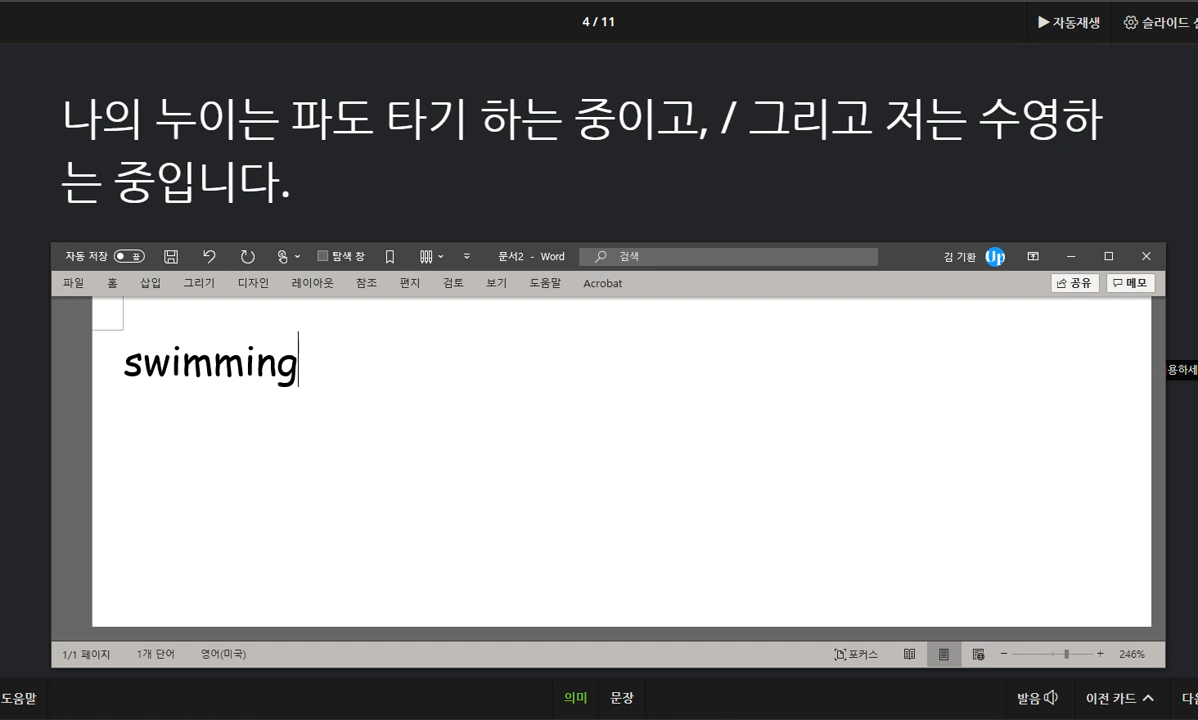 4 / 11
자동재생
슬라이드
나의 누이는 파도 타기 하는 중이고, / 그리고 저는 수영하
는 중입니다.
자동 저장 끔 탐색 창 문서2 - Word 검색 김 기환 Up
파일 홈 삽입 그리기 디자인 레이아웃 참조 편지 검토 보기 도움말 Acrobat 공유 메모
swimming
용하세
1/1 페이지 1개 단어 영어(미국) 포커스 246%
도움말 의미 문장 발음 이전 카드